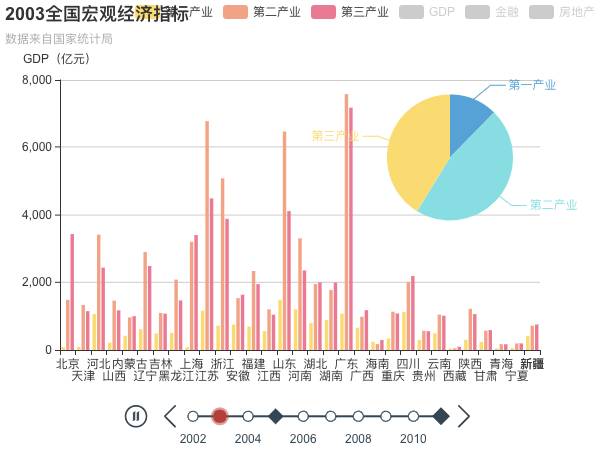 2003全国宏观经济指标
第一产业 第二产业 第三产业 GDP 金融 房地产
数据来自国家统计局
GDP（亿元）
8,000
6,000
4,000
2,000
0
第一产业
第三产业
第二产业
北京 河北 内蒙古 吉林 上海 浙江 福建 山东 湖北 广东 海南 四川 云南 陕西 青海 新疆
天津 山西 辽宁 黑龙江 江苏 安徽 江西 河南 湖南 广西 重庆 贵州 西藏 甘肃 宁夏
2002 2004 2006 2008 2010